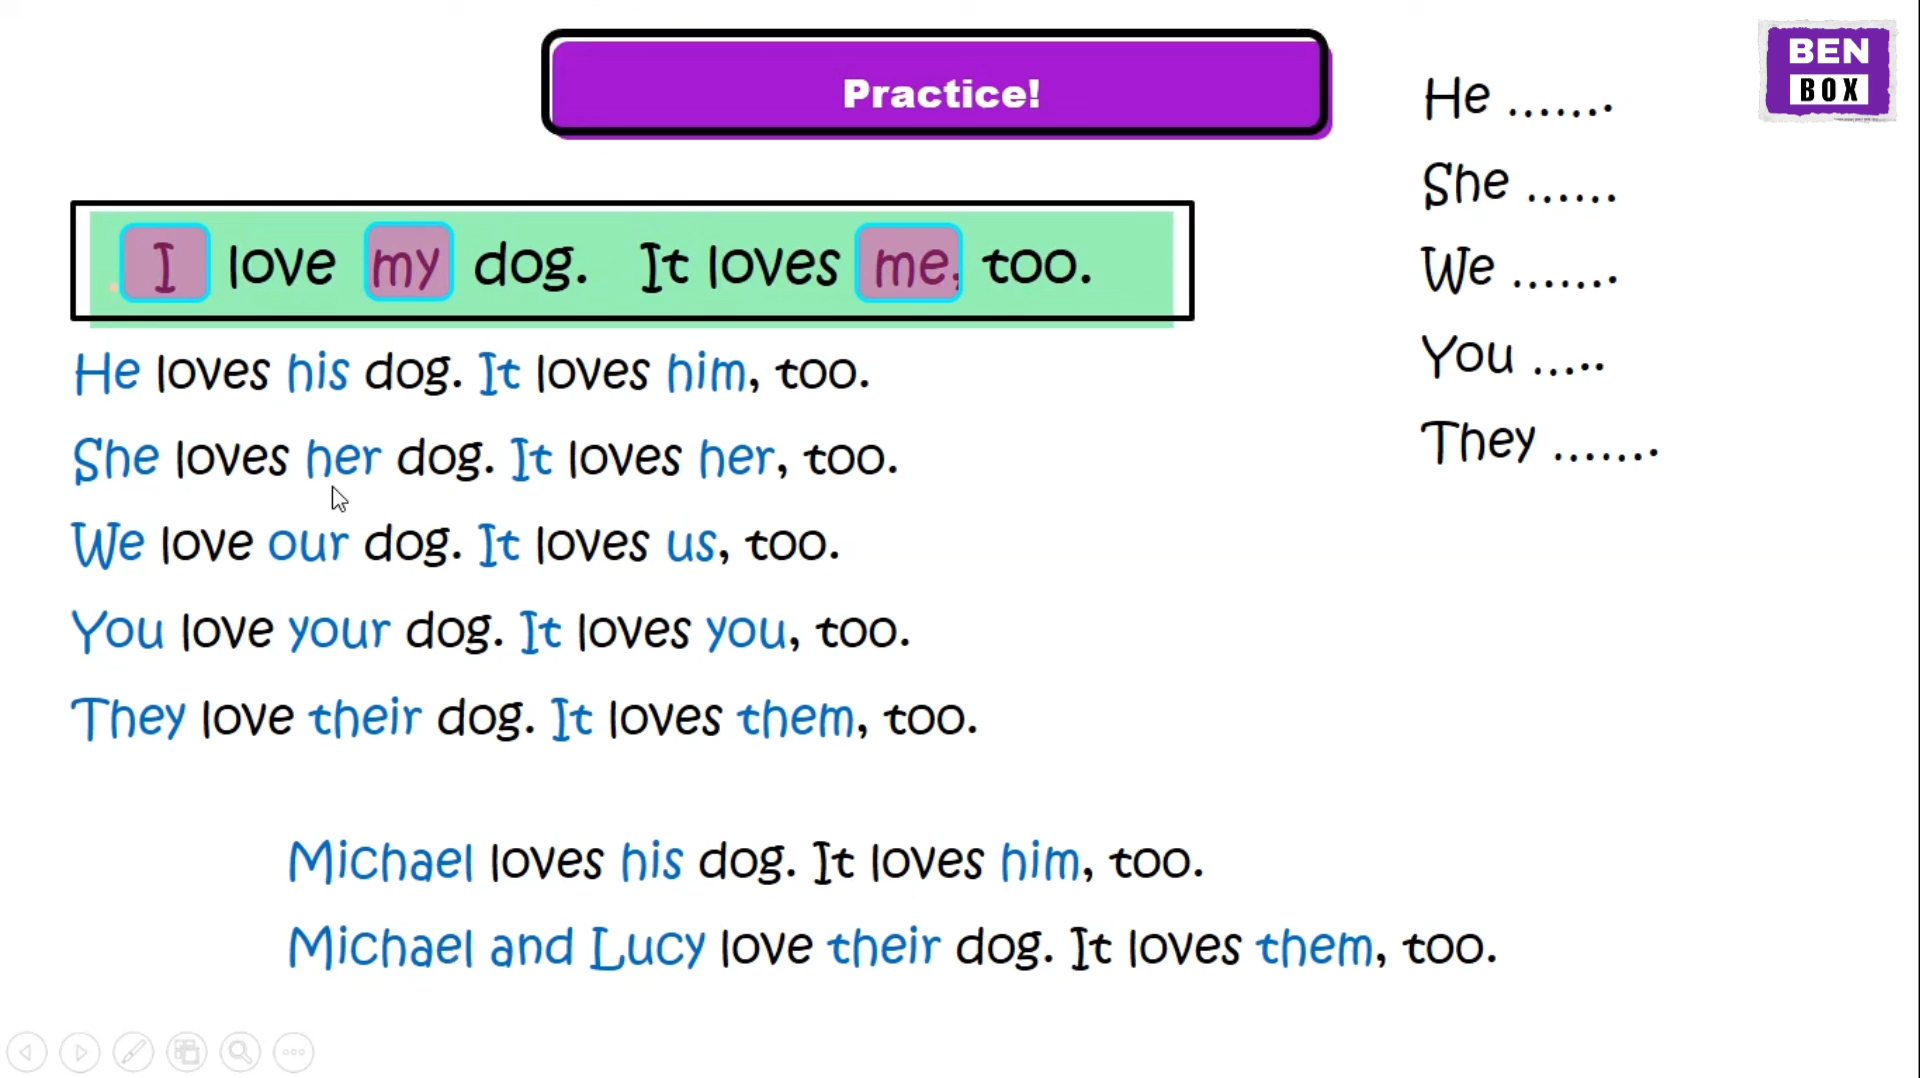 Practice!
BEN
BOX
I love my dog. It loves me, too.
He loves his dog. It loves him, too.
She loves her dog. It loves her, too.
We love our dog. It loves us, too.
You love your dog. It loves you, too.
They love their dog. It loves them, too.
Michael loves his dog. It loves him, too.
Michael and Lucy love their dog. It loves them, too.
He .......
She ......
We .......
You .....
They .......